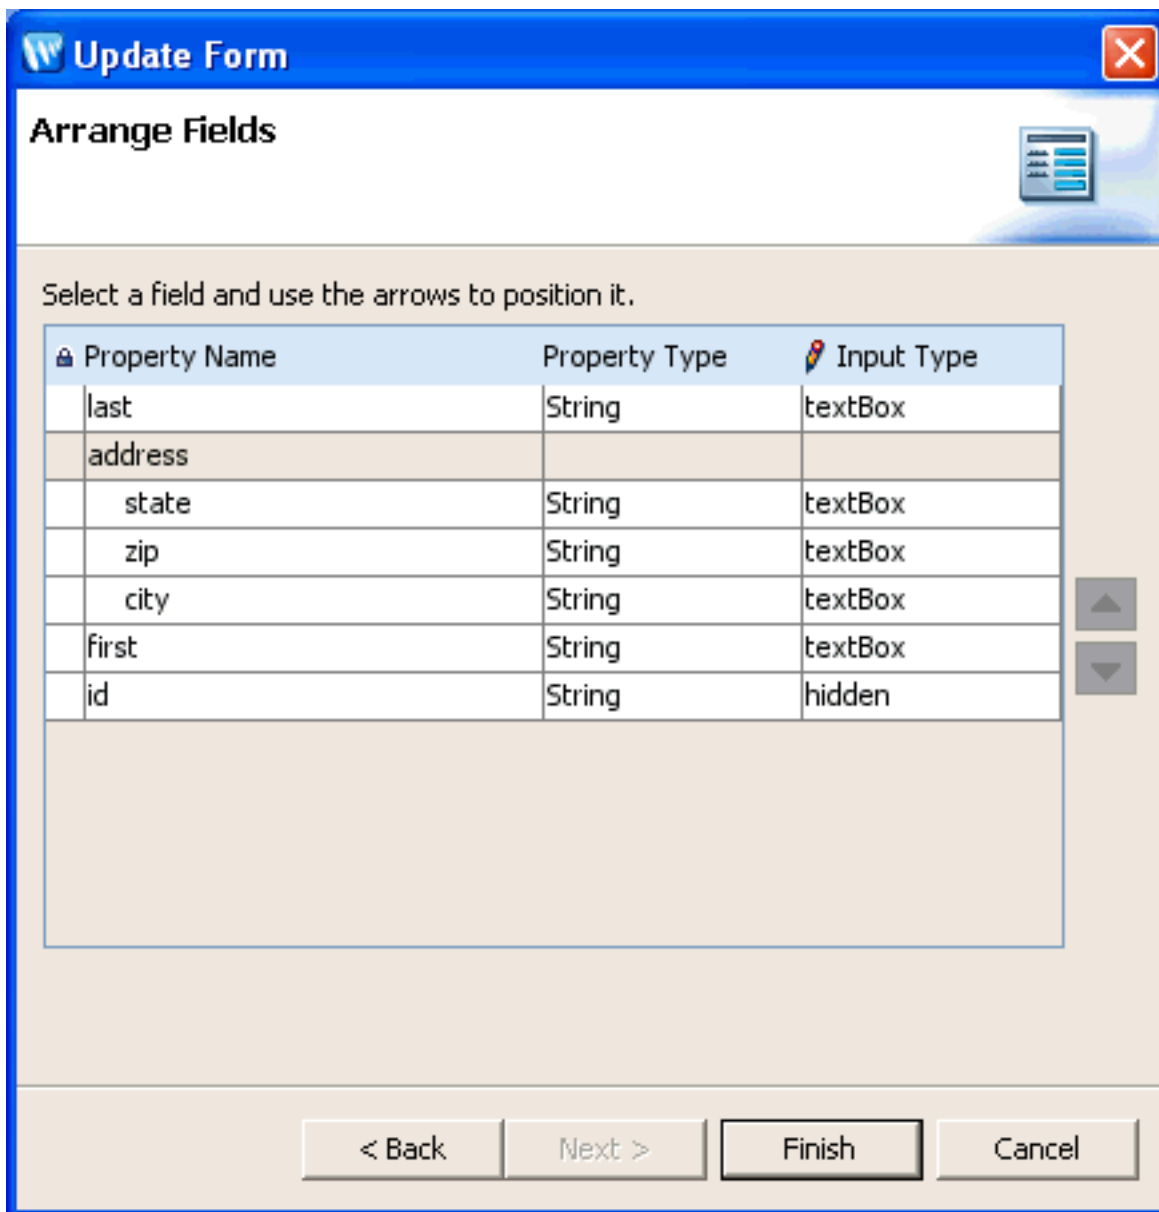 Update Form
Arrange Fields
Select a field and use the arrows to position it.
Property Name Property Type Input Type
last String textBox
address
state String textBox
zip String textBox
city String textBox
first String textBox
id String hidden
< Back Next > Finish Cancel